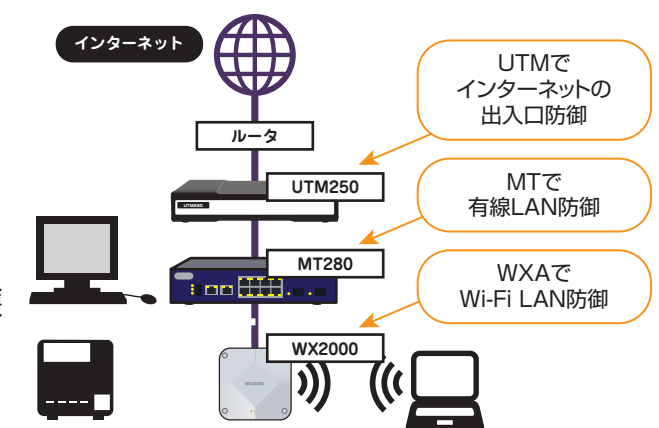 インターネット
UTMで
インターネットの
出入口防御
ルータ
UTM250
UTM250
MTで
有線LAN防御
MT280
WXAで
Wi-Fi LAN防御
WX2000
WX2000